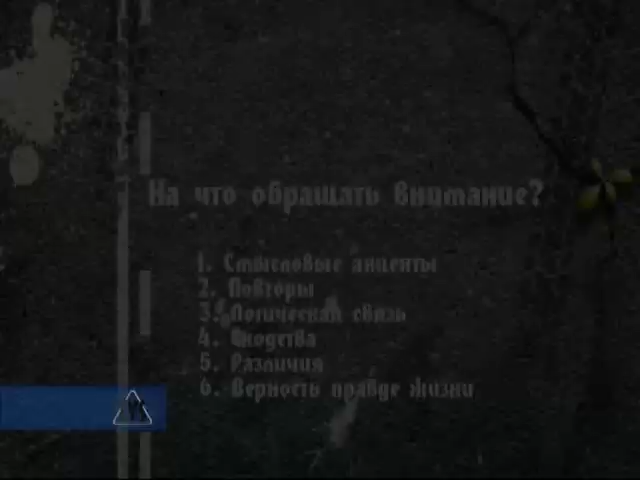 На что обращать внимание?
1. Смысловые акценты
2. Повторы
3. Логическая связь
4. Сходства
5. Различия
6. Верность правде жизни